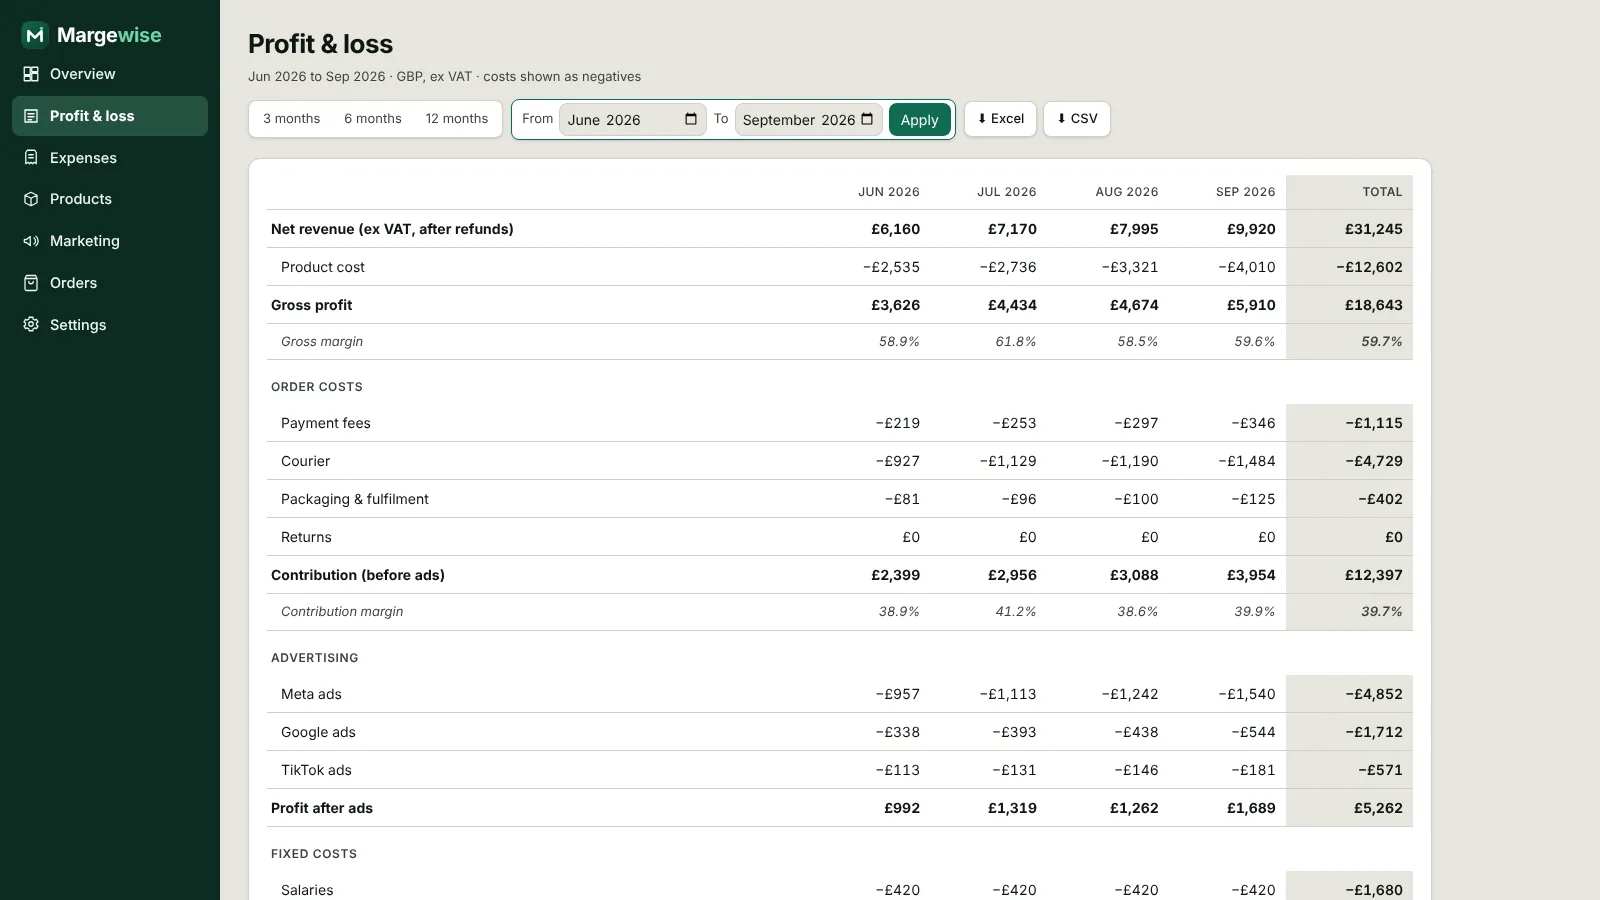 Margewise
Overview
Profit & loss
Expenses
Products
Marketing
Orders
Settings
Profit & loss
Jun 2026 to Sep 2026 · GBP, ex VAT · costs shown as negatives
3 months 6 months 12 months From June 2026 To September 2026 Apply ⬇ Excel ⬇ CSV
JUN 2026 JUL 2026 AUG 2026 SEP 2026 TOTAL
Net revenue (ex VAT, after refunds) £6,160 £7,170 £7,995 £9,920 £31,245
Product cost −£2,535 −£2,736 −£3,321 −£4,010 −£12,602
Gross profit £3,626 £4,434 £4,674 £5,910 £18,643
Gross margin 58.9% 61.8% 58.5% 59.6% 59.7%
ORDER COSTS
Payment fees −£219 −£253 −£297 −£346 −£1,115
Courier −£927 −£1,129 −£1,190 −£1,484 −£4,729
Packaging & fulfilment −£81 −£96 −£100 −£125 −£402
Returns £0 £0 £0 £0 £0
Contribution (before ads) £2,399 £2,956 £3,088 £3,954 £12,397
Contribution margin 38.9% 41.2% 38.6% 39.9% 39.7%
ADVERTISING
Meta ads −£957 −£1,113 −£1,242 −£1,540 −£4,852
Google ads −£338 −£393 −£438 −£544 −£1,712
TikTok ads −£113 −£131 −£146 −£181 −£571
Profit after ads £992 £1,319 £1,262 £1,689 £5,262
FIXED COSTS
Salaries −£420 −£420 −£420 −£420 −£1,680